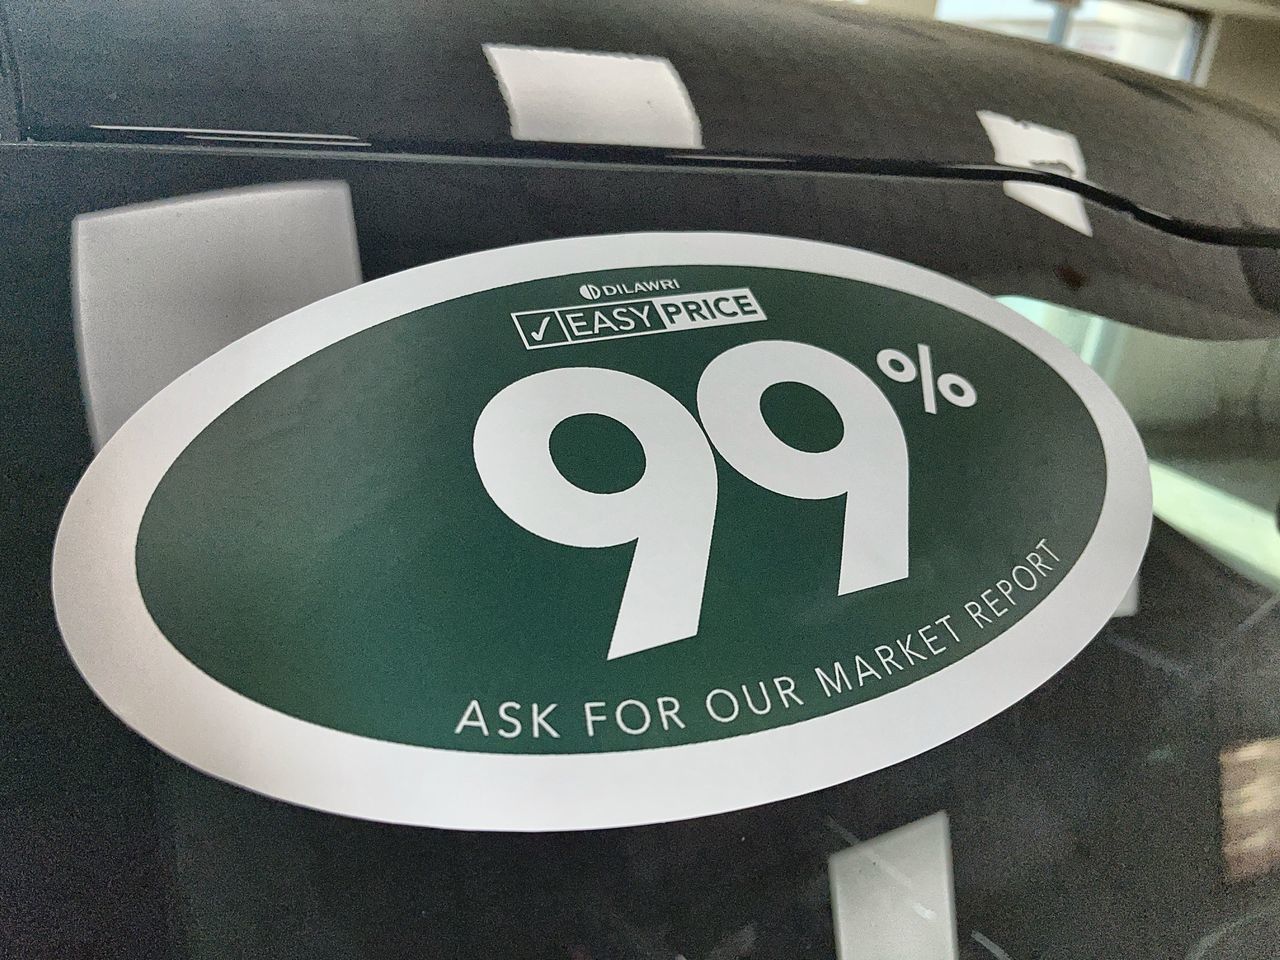 DILAWRI
✓ EASY PRICE
99%
ASK FOR OUR MARKET REPORT